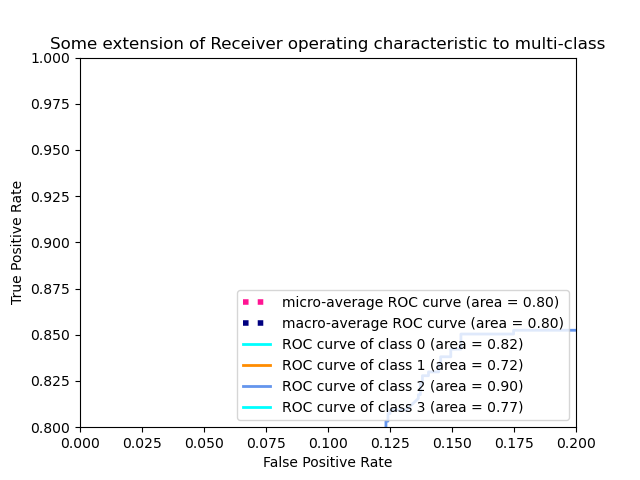 Some extension of Receiver operating characteristic to multi-class
1.000
0.975
0.950
0.925
0.900
0.875
0.850
0.825
0.800
True Positive Rate
micro-average ROC curve (area = 0.80)
macro-average ROC curve (area = 0.80)
ROC curve of class 0 (area = 0.82)
ROC curve of class 1 (area = 0.72)
ROC curve of class 2 (area = 0.90)
ROC curve of class 3 (area = 0.77)
0.000 0.025 0.050 0.075 0.100 0.125 0.150 0.175 0.200
False Positive Rate